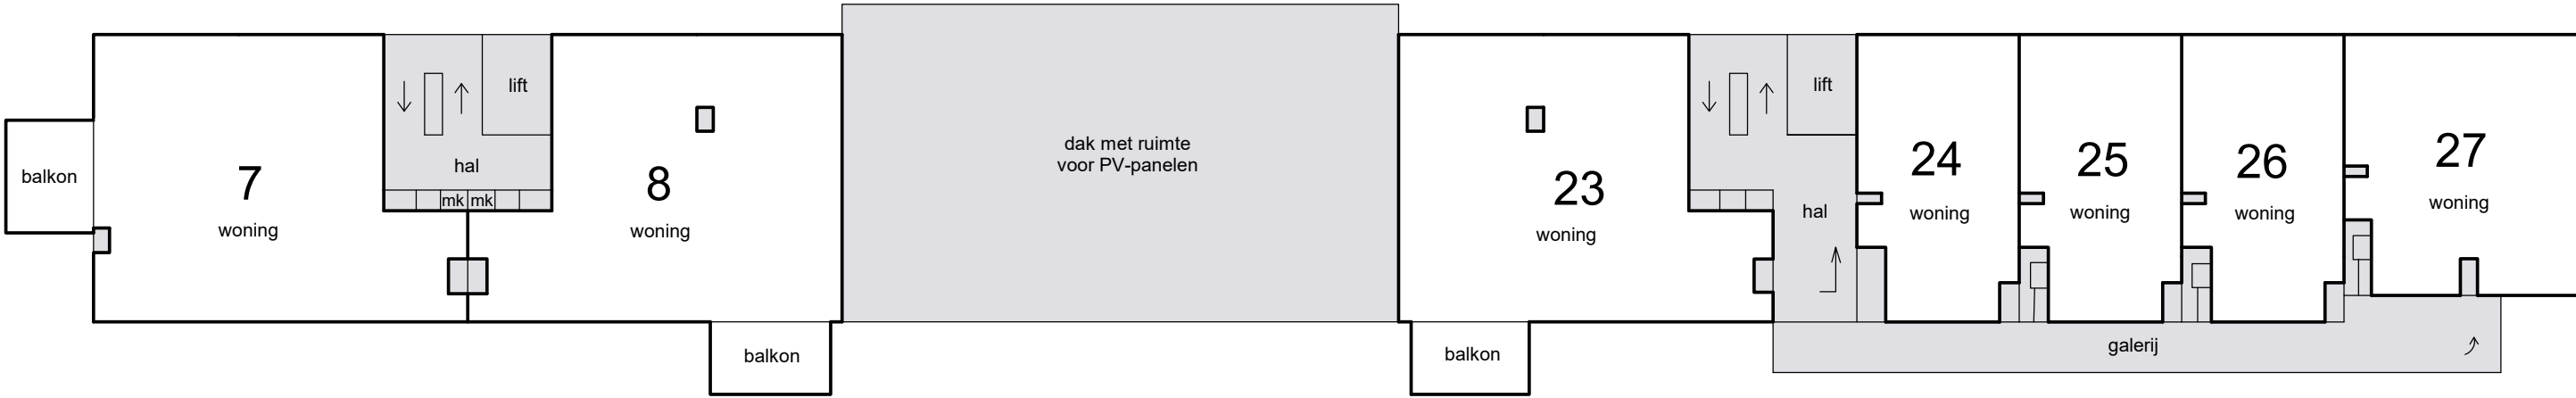 balkon
7
woning
lift
hal
mk mk
8
woning
balkon
dak met ruimte
voor PV-panelen
23
woning
balkon
lift
hal
24
woning
25
woning
26
woning
27
woning
galerij